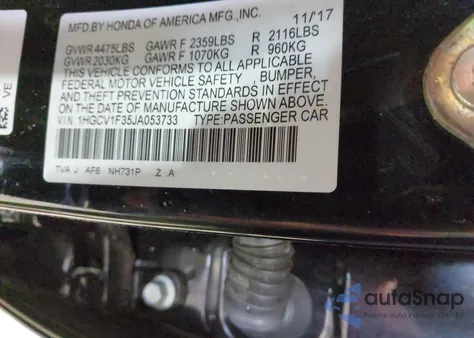 MFD BY HONDA OF AMERICA MFG., INC. 11/17
GVWR 4475LBS GAWR F 2359LBS R 2116LBS
GVWR 2030KG GAWR F 1070KG R 960KG
THIS VEHICLE CONFORMS TO ALL APPLICABLE
FEDERAL MOTOR VEHICLE SAFETY , BUMPER,
AND THEFT PREVENTION STANDARDS IN EFFECT
ON THE DATE OF MANUFACTURE SHOWN ABOVE.
V I N: 1HGCV1F35JA053733 TYPE:PASSENGER CAR
TVA J AF6 NH731P .Z .A
VE
autoSnap